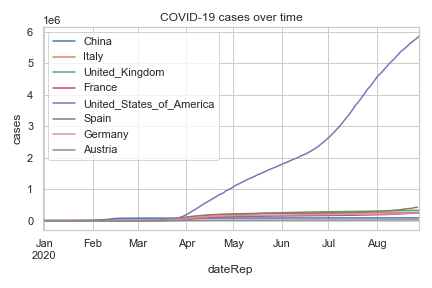 COVID-19 cases over time
1e6
6
5
4
3
2
1
0
cases
China
Italy
United_Kingdom
France
United_States_of_America
Spain
Germany
Austria
Jan Feb Mar Apr May Jun Jul Aug
2020
dateRep